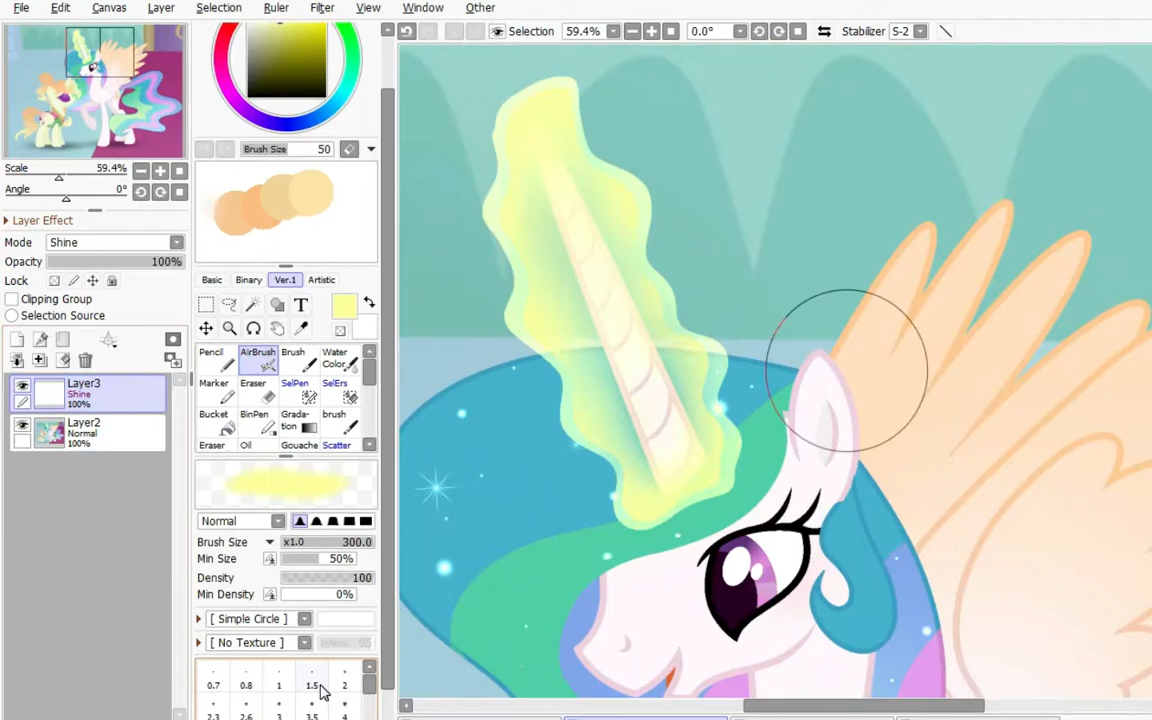 File Edit Canvas Layer Selection Ruler Filter View Window Other
Selection 59.4% 0.0° Stabilizer S-2
Brush Size 50
Scale 59.4%
Angle 0°
Layer Effect
Mode Shine
Opacity 100%
Lock
Clipping Group
Selection Source
Layer3
Shine
100%
Layer2
Normal
100%
Basic Binary Ver.1 Artistic
T
Pencil AirBrush Brush Water
Color
Marker Eraser SelPen SelErs
Bucket BinPen Grada-
tion brush
Eraser Oil Gouache Scatter
Normal
Brush Size x1.0 300.0
Min Size 50%
Density 100
Min Density 0%
[ Simple Circle ]
[ No Texture ]
0.7 0.8 1 1.5 2
2.3 2.6 3 3.5 4